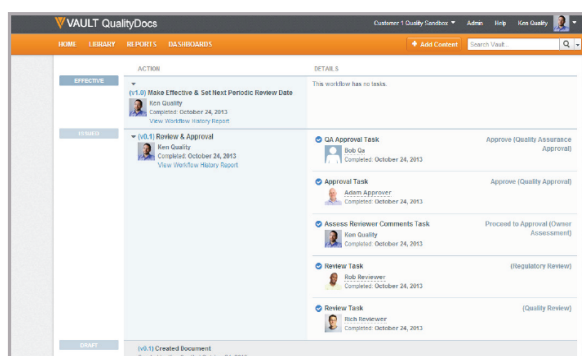 VAULT QualityDocs
Customer 1 Quality Sandbox Admin Help Ken Quality
HOME LIBRARY REPORTS DASHBOARDS
+ Add Content
Search Vault...
ACTION DETAILS
EFFECTIVE
(v1.0) Make Effective & Set Next Periodic Review Date
Ken Quality
Completed: October 24, 2013
View Workflow History Report
This workflow has no tasks.
ISSUED
(v0.1) Review & Approval
Ken Quality
Completed: October 24, 2013
View Workflow History Report
QA Approval Task
Bob Qa
Completed: October 24, 2013
Approve (Quality Assurance
Approval)
Approval Task
Adam Approver
Completed: October 24, 2013
Approve (Quality Approval)
Assess Reviewer Comments Task
Ken Quality
Completed: October 24, 2013
Proceed to Approval (Owner
Assessment)
Review Task
Rob Reviewer
Completed: October 24, 2013
(Regulatory Review)
Review Task
Rich Reviewer
Completed: October 24, 2013
(Quality Review)
DRAFT
(v0.1) Created Document